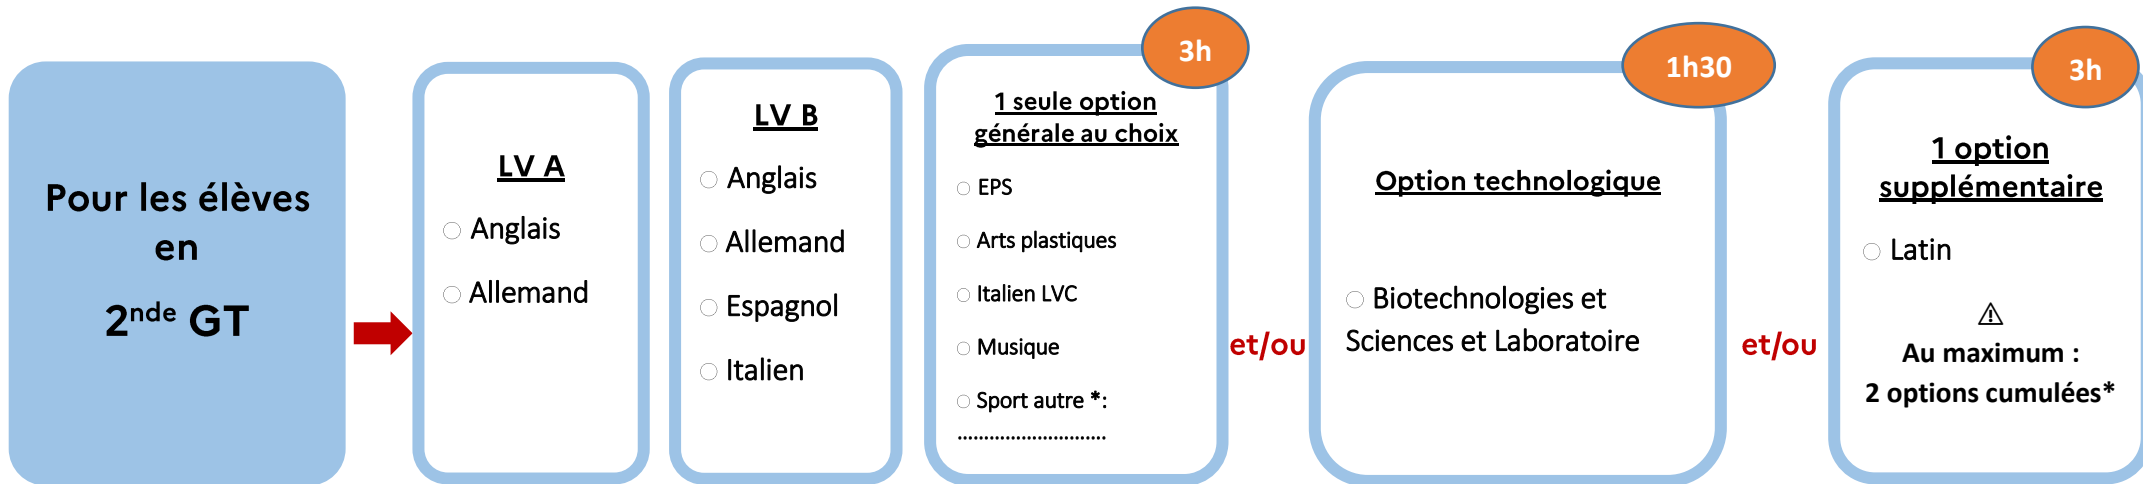 Pour les élèves
en
2nde GT
LV A
○ Anglais
○ Allemand
LV B
○ Anglais
○ Allemand
○ Espagnol
○ Italien
3h
1 seule option
générale au choix
○ EPS
○ Arts plastiques
○ Italien LVC
○ Musique
○ Sport autre *:
............................
et/ou
1h30
Option technologique
○ Biotechnologies et
Sciences et Laboratoire
et/ou
3h
1 option
supplémentaire
○ Latin
⚠
Au maximum :
2 options cumulées*